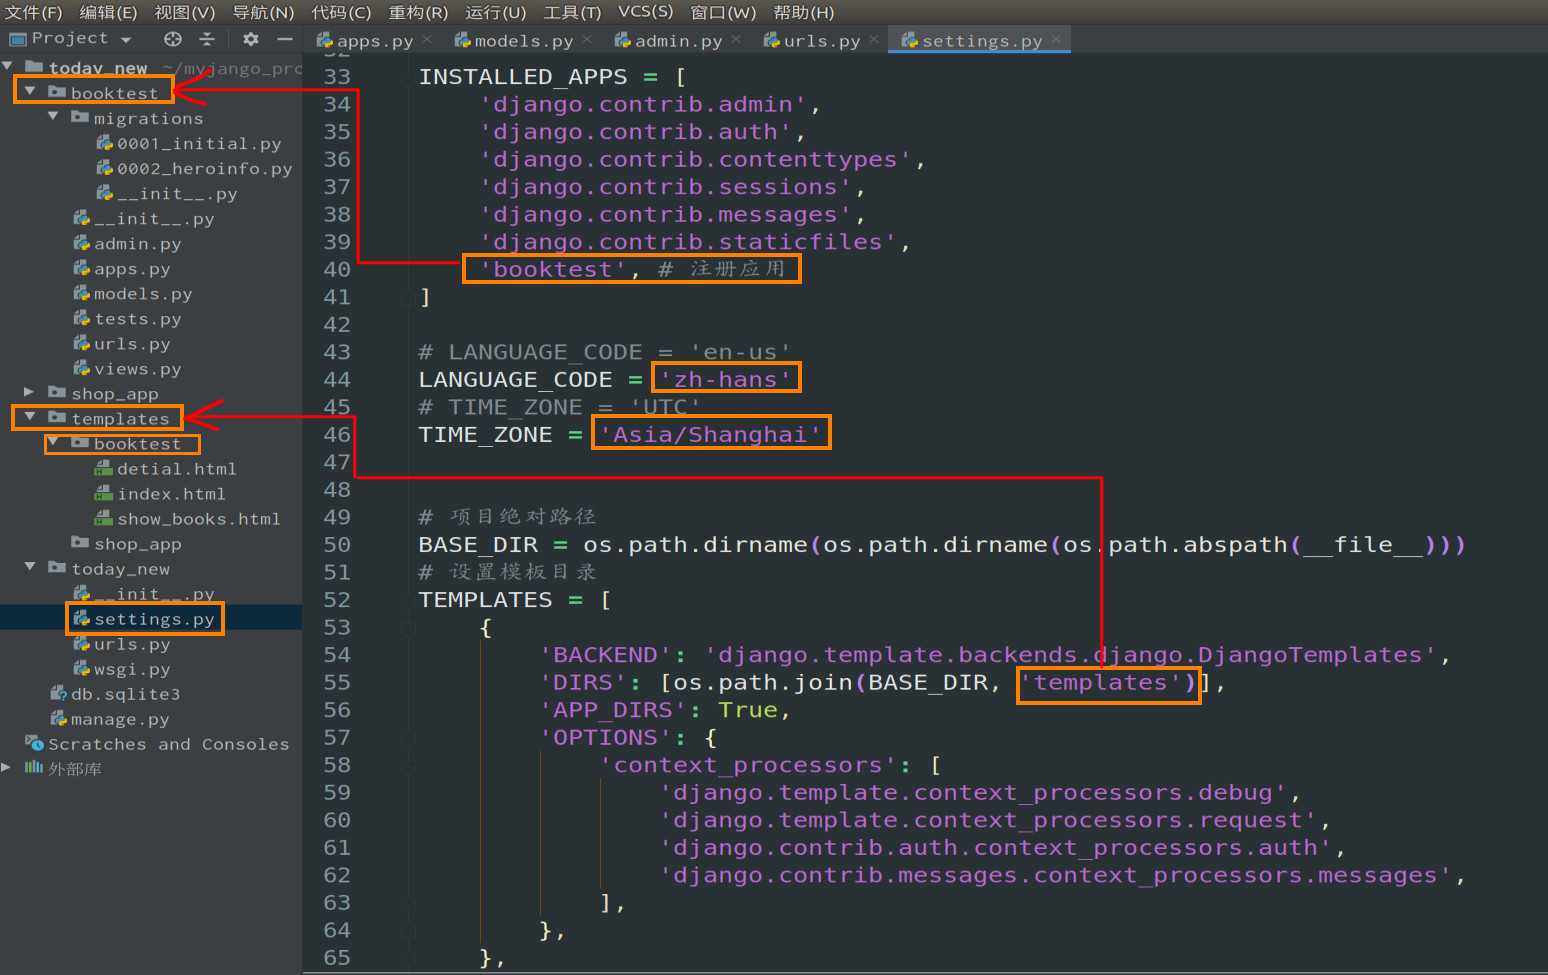 文件(F) 编辑(E) 视图(V) 导航(N) 代码(C) 重构(R) 运行(U) 工具(T) VCS(S) 窗口(W) 帮助(H)
Project
apps.py models.py admin.py urls.py settings.py
today_new ~/myjango_pro
booktest
migrations
0001_initial.py
0002_heroinfo.py
__init__.py
__init__.py
admin.py
apps.py
models.py
tests.py
urls.py
views.py
shop_app
templates
booktest
detial.html
index.html
show_books.html
shop_app
today_new
__init__.py
settings.py
urls.py
wsgi.py
db.sqlite3
manage.py
Scratches and Consoles
外部库
33 INSTALLED_APPS = [
34 'django.contrib.admin',
35 'django.contrib.auth',
36 'django.contrib.contenttypes',
37 'django.contrib.sessions',
38 'django.contrib.messages',
39 'django.contrib.staticfiles',
40 'booktest', # 注册应用
41 ]
42
43 # LANGUAGE_CODE = 'en-us'
44 LANGUAGE_CODE = 'zh-hans'
45 # TIME_ZONE = 'UTC'
46 TIME_ZONE = 'Asia/Shanghai'
47
48
49 # 项目绝对路径
50 BASE_DIR = os.path.dirname(os.path.dirname(os.path.abspath(__file__)))
51 # 设置模板目录
52 TEMPLATES = [
53 {
54 'BACKEND': 'django.template.backends.django.DjangoTemplates',
55 'DIRS': [os.path.join(BASE_DIR, 'templates')],
56 'APP_DIRS': True,
57 'OPTIONS': {
58 'context_processors': [
59 'django.template.context_processors.debug',
60 'django.template.context_processors.request',
61 'django.contrib.auth.context_processors.auth',
62 'django.contrib.messages.context_processors.messages',
63 ],
64 },
65 },